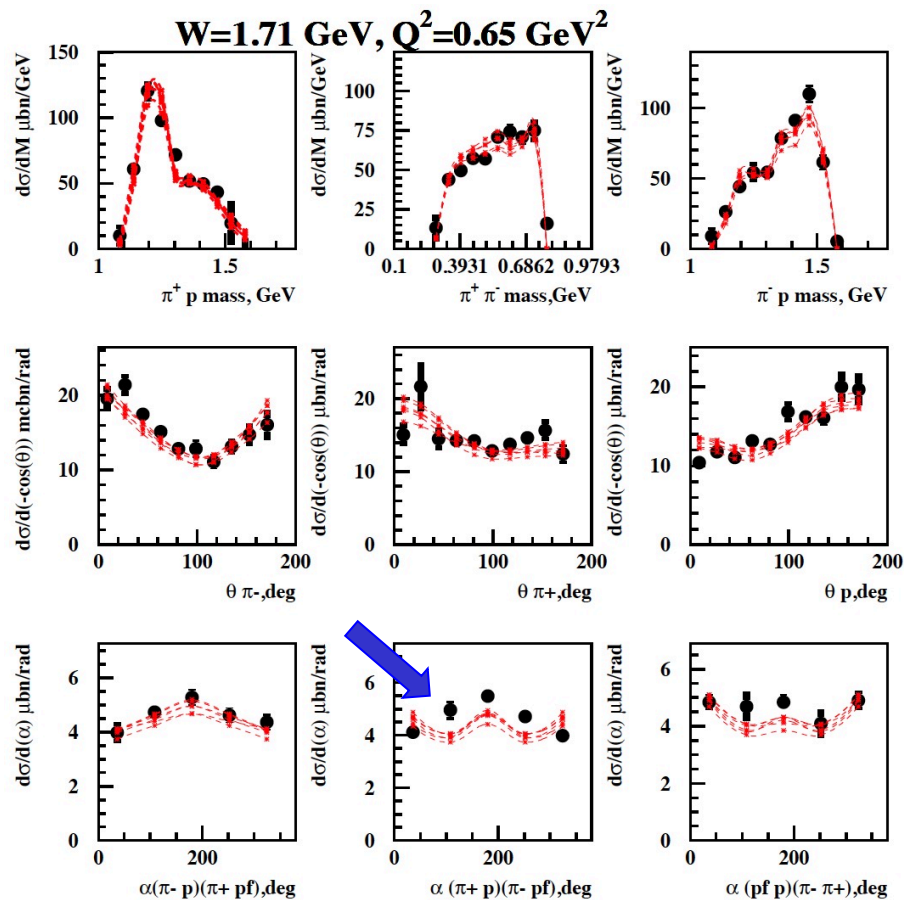 W=1.71 GeV, Q²=0.65 GeV²
dσ/dM μbn/GeV
150
100
50
0
1
1.5
π⁺ p mass, GeV
dσ/dM μbn/GeV
100
75
50
25
0
0.1
0.3931
0.6862
0.9793
π⁺ π⁻ mass,GeV
dσ/dM μbn/GeV
100
50
0
1
1.5
π⁻ p mass, GeV
dσ/d(-cos(θ)) mcbn/rad
20
10
0
0
100
200
θ π-,deg
dσ/d(-cos(θ)) μbn/rad
20
10
0
0
100
200
θ π+,deg
dσ/d(-cos(θ)) μbn/rad
20
10
0
0
100
200
θ p,deg
dσ/d(α) μbn/rad
6
4
2
0
0
200
α(π- p)(π+ pf),deg
dσ/d(α) μbn/rad
6
4
2
0
0
200
α (π+ p)(π- pf),deg
dσ/d(α) μbn/rad
6
4
2
0
0
200
α (pf p)(π- π+),deg